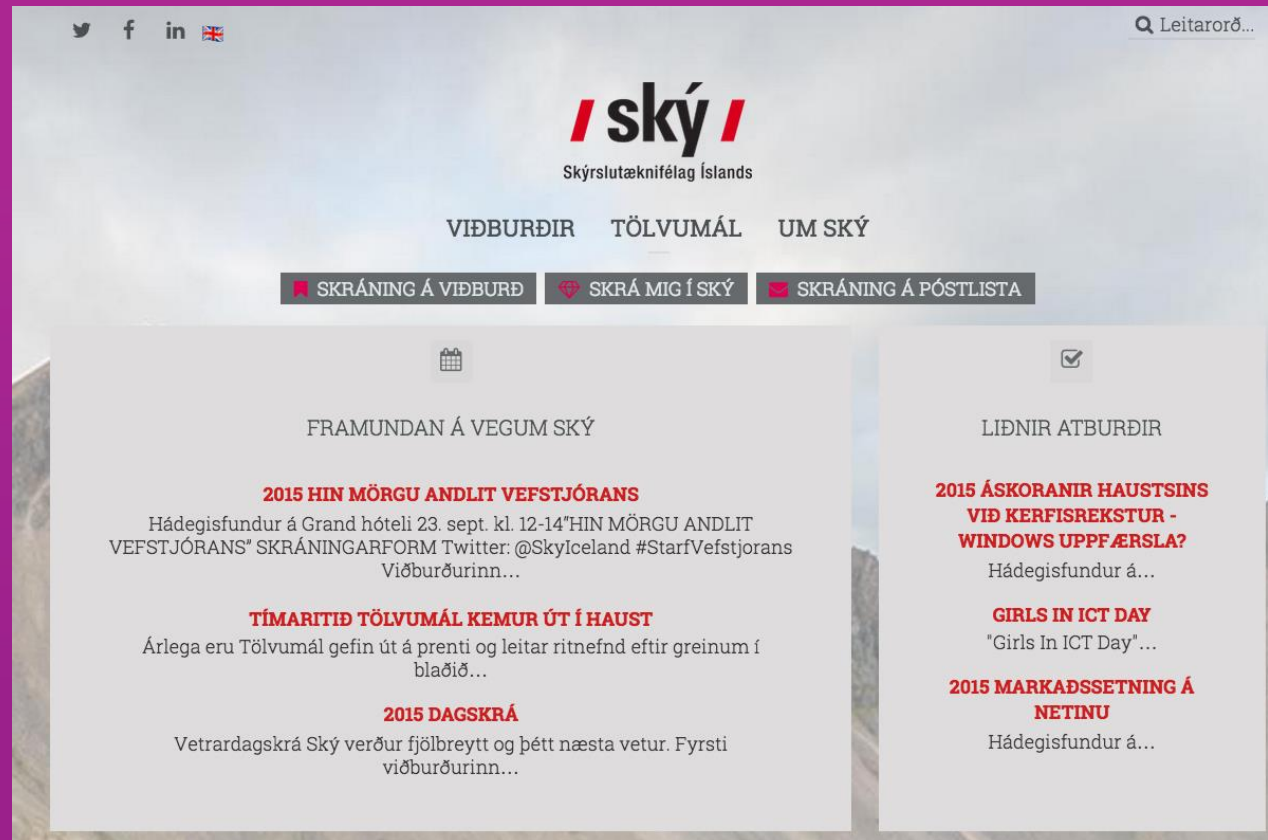 Leitarorð...
ský
Skýrslutæknifélag Íslands
VIÐBURÐIR TÖLVUMÁL UM SKÝ
SKRÁNING Á VIÐBURÐ SKRÁ MIG Í SKÝ SKRÁNING Á PÓSTLISTA
FRAMUNDAN Á VEGUM SKÝ
2015 HIN MÖRGU ANDLIT VEFSTJÓRANS
Hádegisfundur á Grand hóteli 23. sept. kl. 12-14"HIN MÖRGU ANDLIT
VEFSTJÓRANS" SKRÁNINGARFORM Twitter: @SkyIceland #StarfVefstjorans
Viðburðurinn…
TÍMARITIÐ TÖLVUMÁL KEMUR ÚT Í HAUST
Árlega eru Tölvumál gefin út á prenti og leitar ritnefnd eftir greinum í
blaðið…
2015 DAGSKRÁ
Vetrardagskrá Ský verður fjölbreytt og þétt næsta vetur. Fyrsti
viðburðurinn…
LIÐNIR ATBURÐIR
2015 ÁSKORANIR HAUSTSINS
VIÐ KERFISREKSTUR -
WINDOWS UPPFÆRSLA?
Hádegisfundur á…
GIRLS IN ICT DAY
"Girls In ICT Day"…
2015 MARKAÐSSETNING Á
NETINU
Hádegisfundur á…